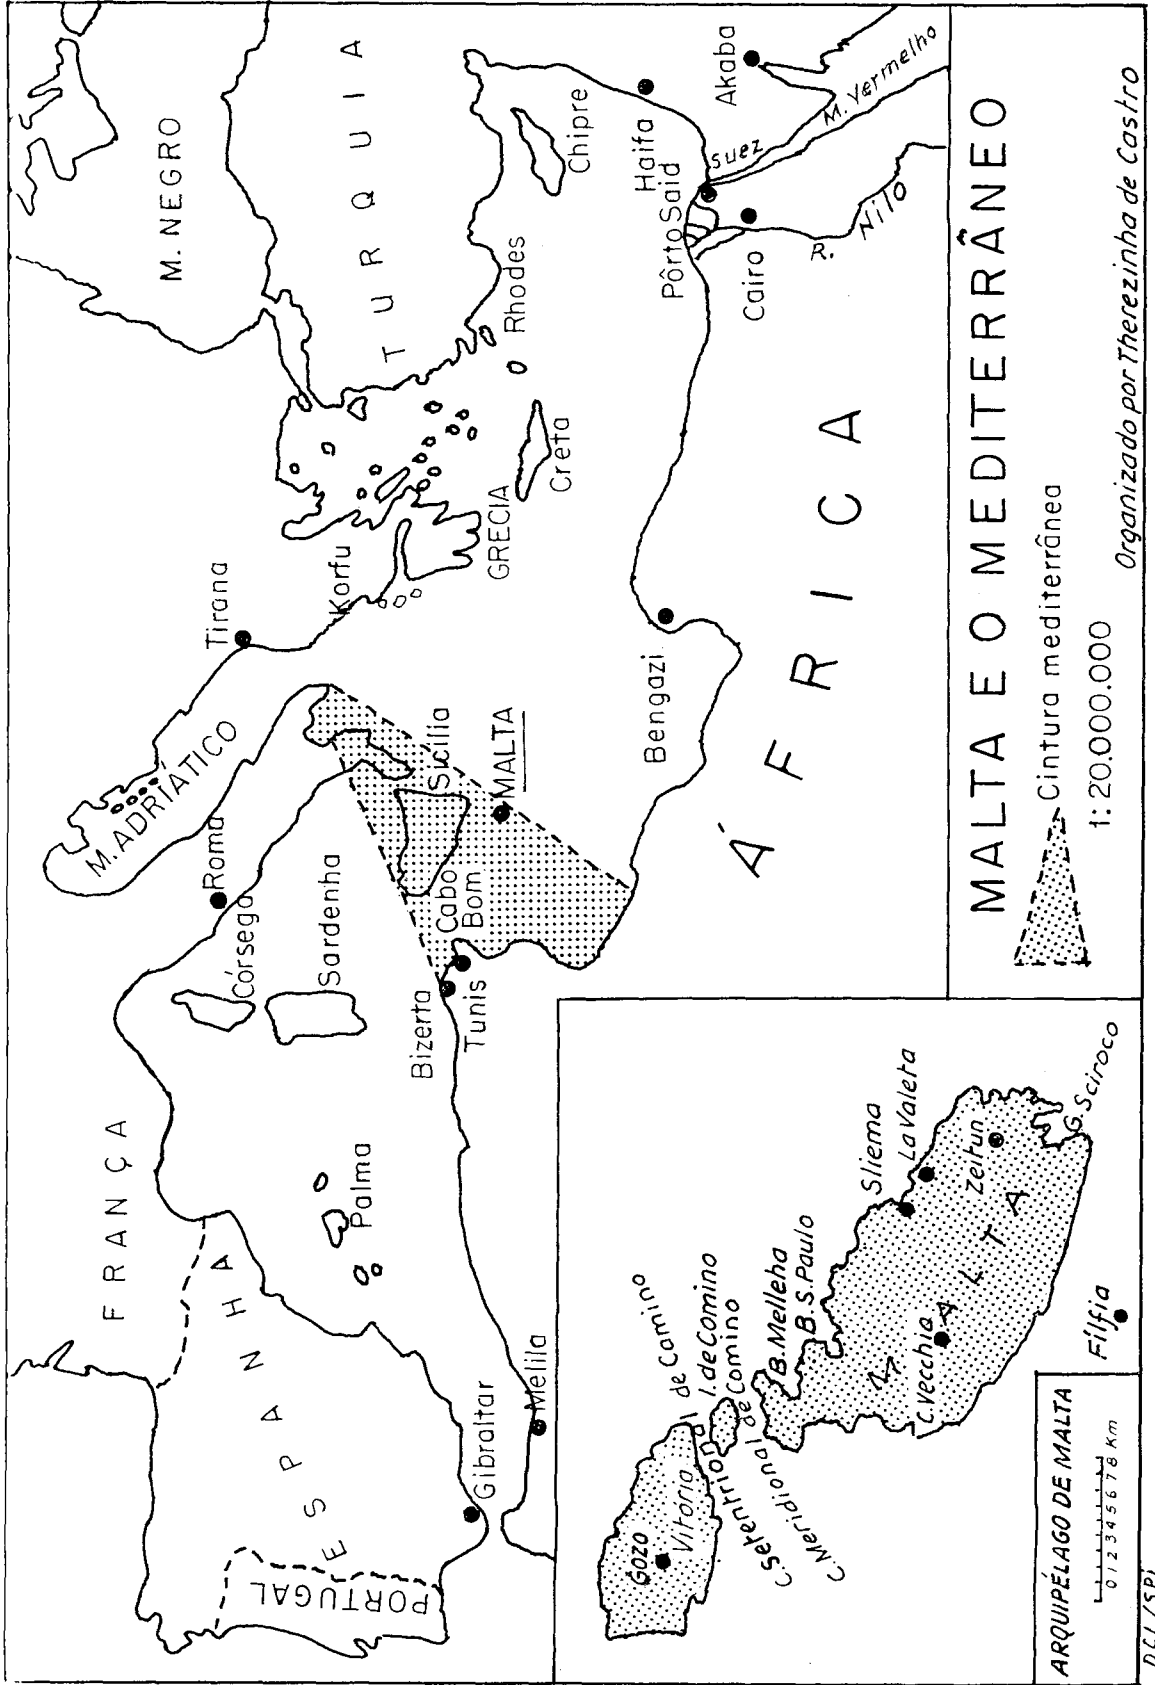 FRANÇA
M. NEGRO
ESPANHA
PORTUGAL
M. ADRIÁTICO
TURQUIA
Roma
Tirana
Córsega
Sardenha
Korfu
Palma
GRECIA
Rhodes
Chipre
Creta
Gibraltar
Melila
Bizerta
Tunis
Cabo
Bom
Sicília
MALTA
Haifa
Pôrto Said
Suez
Akaba
M. Vermelho
Cairo
R. Nilo
Bengazi
ÁFRICA
MALTA E O MEDITERRÂNEO
Cintura mediterrânea
1: 20.000.000
Organizado por Therezinha de Castro
Gozo
Vitória
C. Setentrional de Camino
I. de Comino
C. Meridional de Comino
B. Melleha
B. S. Paulo
Sliema
La Valeta
C. Vecchia
MALTA
Zeitun
G. Sciroco
Fílfia
ARQUIPÉLAGO DE MALTA
0 1 2 3 4 5 6 7 8 Km